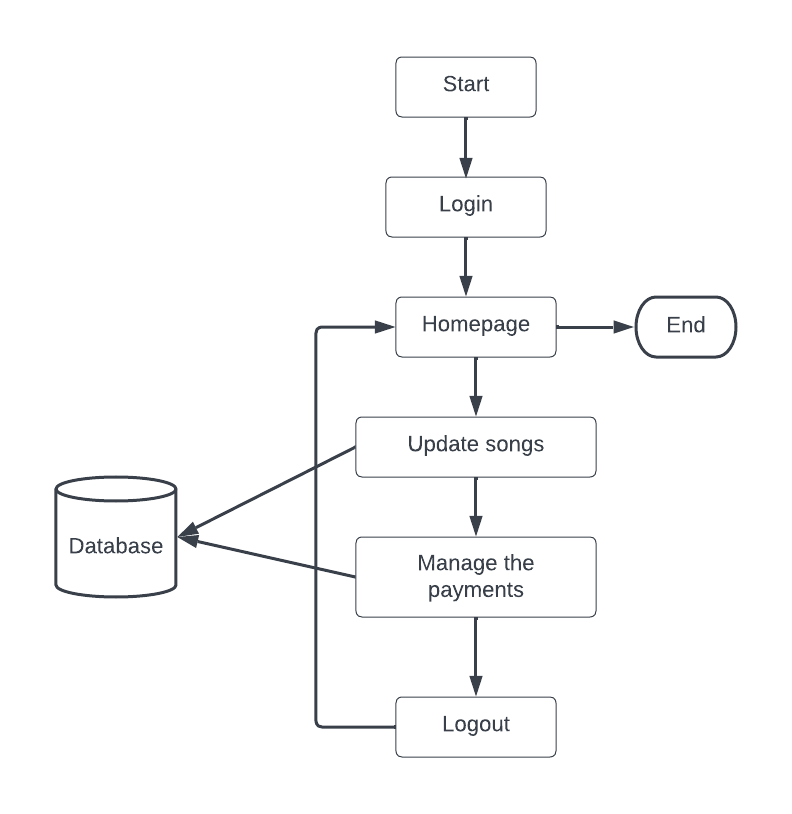 Start
Login
Homepage
End
Update songs
Database
Manage the
payments
Logout